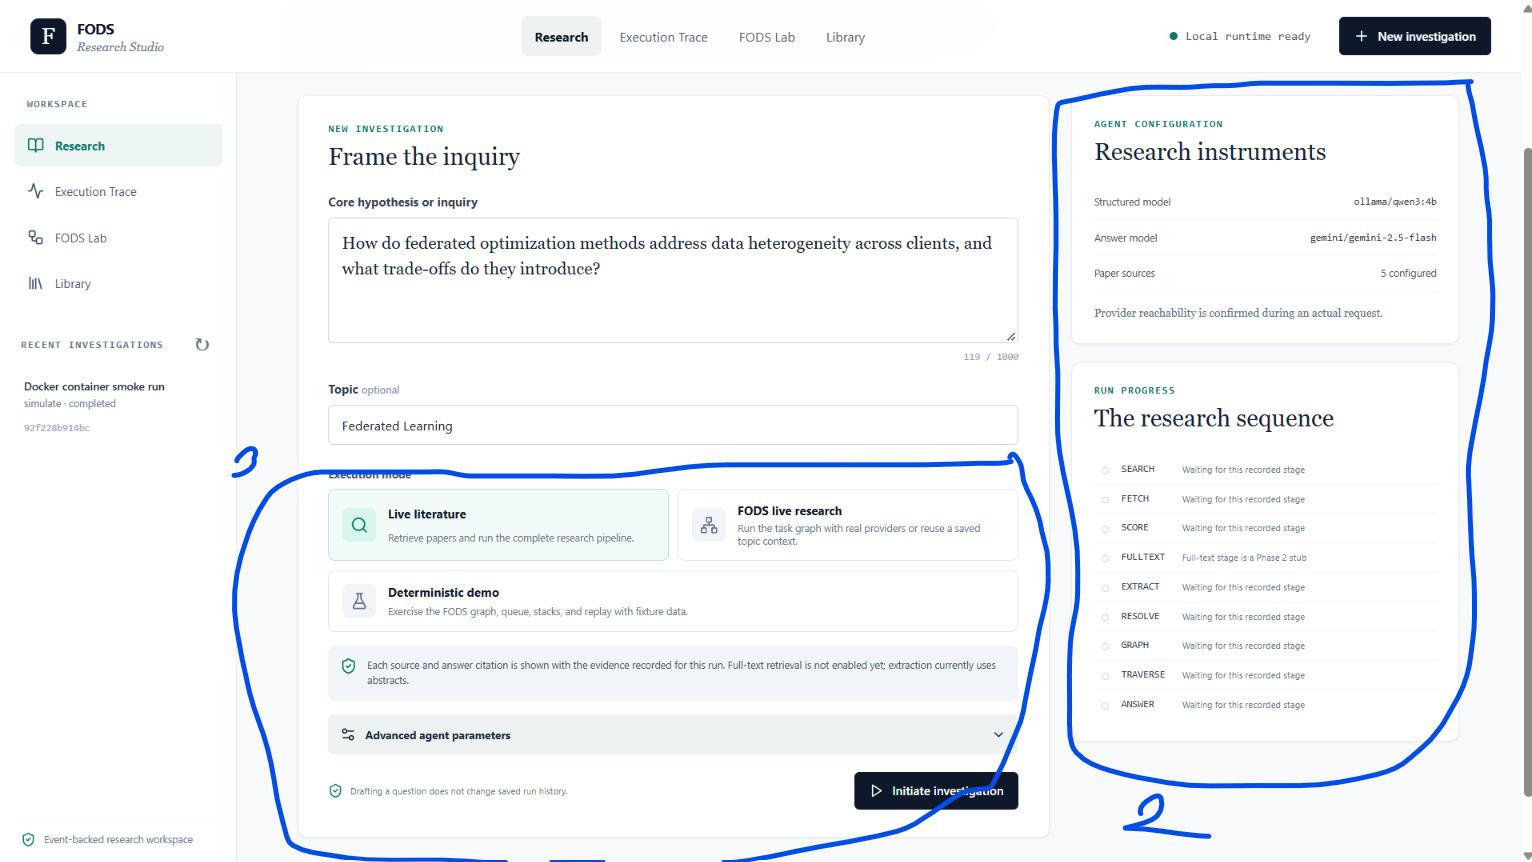 F
FODS
Research Studio
Research
Execution Trace
FODS Lab
Library
Local runtime ready
+ New investigation
WORKSPACE
Research
Execution Trace
FODS Lab
Library
RECENT INVESTIGATIONS
Docker container smoke run
simulate · completed
92f228b914bc
Event-backed research workspace
NEW INVESTIGATION
Frame the inquiry
Core hypothesis or inquiry
How do federated optimization methods address data heterogeneity across clients, and
what trade-offs do they introduce?
119 / 1000
Topic optional
Federated Learning
Execution mode
Live literature
Retrieve papers and run the complete research pipeline.
FODS live research
Run the task graph with real providers or reuse a saved
topic context.
Deterministic demo
Exercise the FODS graph, queue, stacks, and replay with fixture data.
Each source and answer citation is shown with the evidence recorded for this run. Full-text retrieval is not enabled yet; extraction currently uses
abstracts.
Advanced agent parameters
Drafting a question does not change saved run history.
Initiate investigation
AGENT CONFIGURATION
Research instruments
Structured model ollama/qwen3:4b
Answer model gemini/gemini-2.5-flash
Paper sources 5 configured
Provider reachability is confirmed during an actual request.
RUN PROGRESS
The research sequence
SEARCH Waiting for this recorded stage
FETCH Waiting for this recorded stage
SCORE Waiting for this recorded stage
FULLTEXT Full-text stage is a Phase 2 stub
EXTRACT Waiting for this recorded stage
RESOLVE Waiting for this recorded stage
GRAPH Waiting for this recorded stage
TRAVERSE Waiting for this recorded stage
ANSWER Waiting for this recorded stage
2